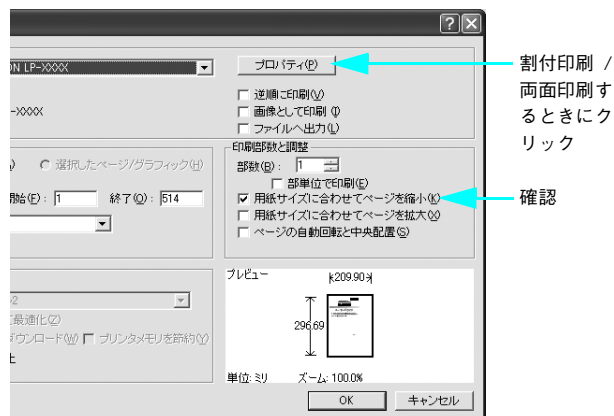 ON LP-XXXX
プロパティ(P)
割付印刷 /
両面印刷す
るときにク
リック
逆順に印刷(V)
-XXXX
画像として印刷(I)
ファイルへ出力(L)
印刷部数と調整
選択したページ/グラフィック(H)
部数(B): 1
部単位で印刷(E)
開始(F): 1 終了(O): 514
用紙サイズに合わせてページを縮小(K)
確認
用紙サイズに合わせてページを拡大(X)
ページの自動回転と中央配置(S)
プレビュー
209.90
296.69
最適化(Z)
ダウンロード(W) プリンタメモリを節約(Y)
単位: ミリ ズーム: 100.0%
OK キャンセル